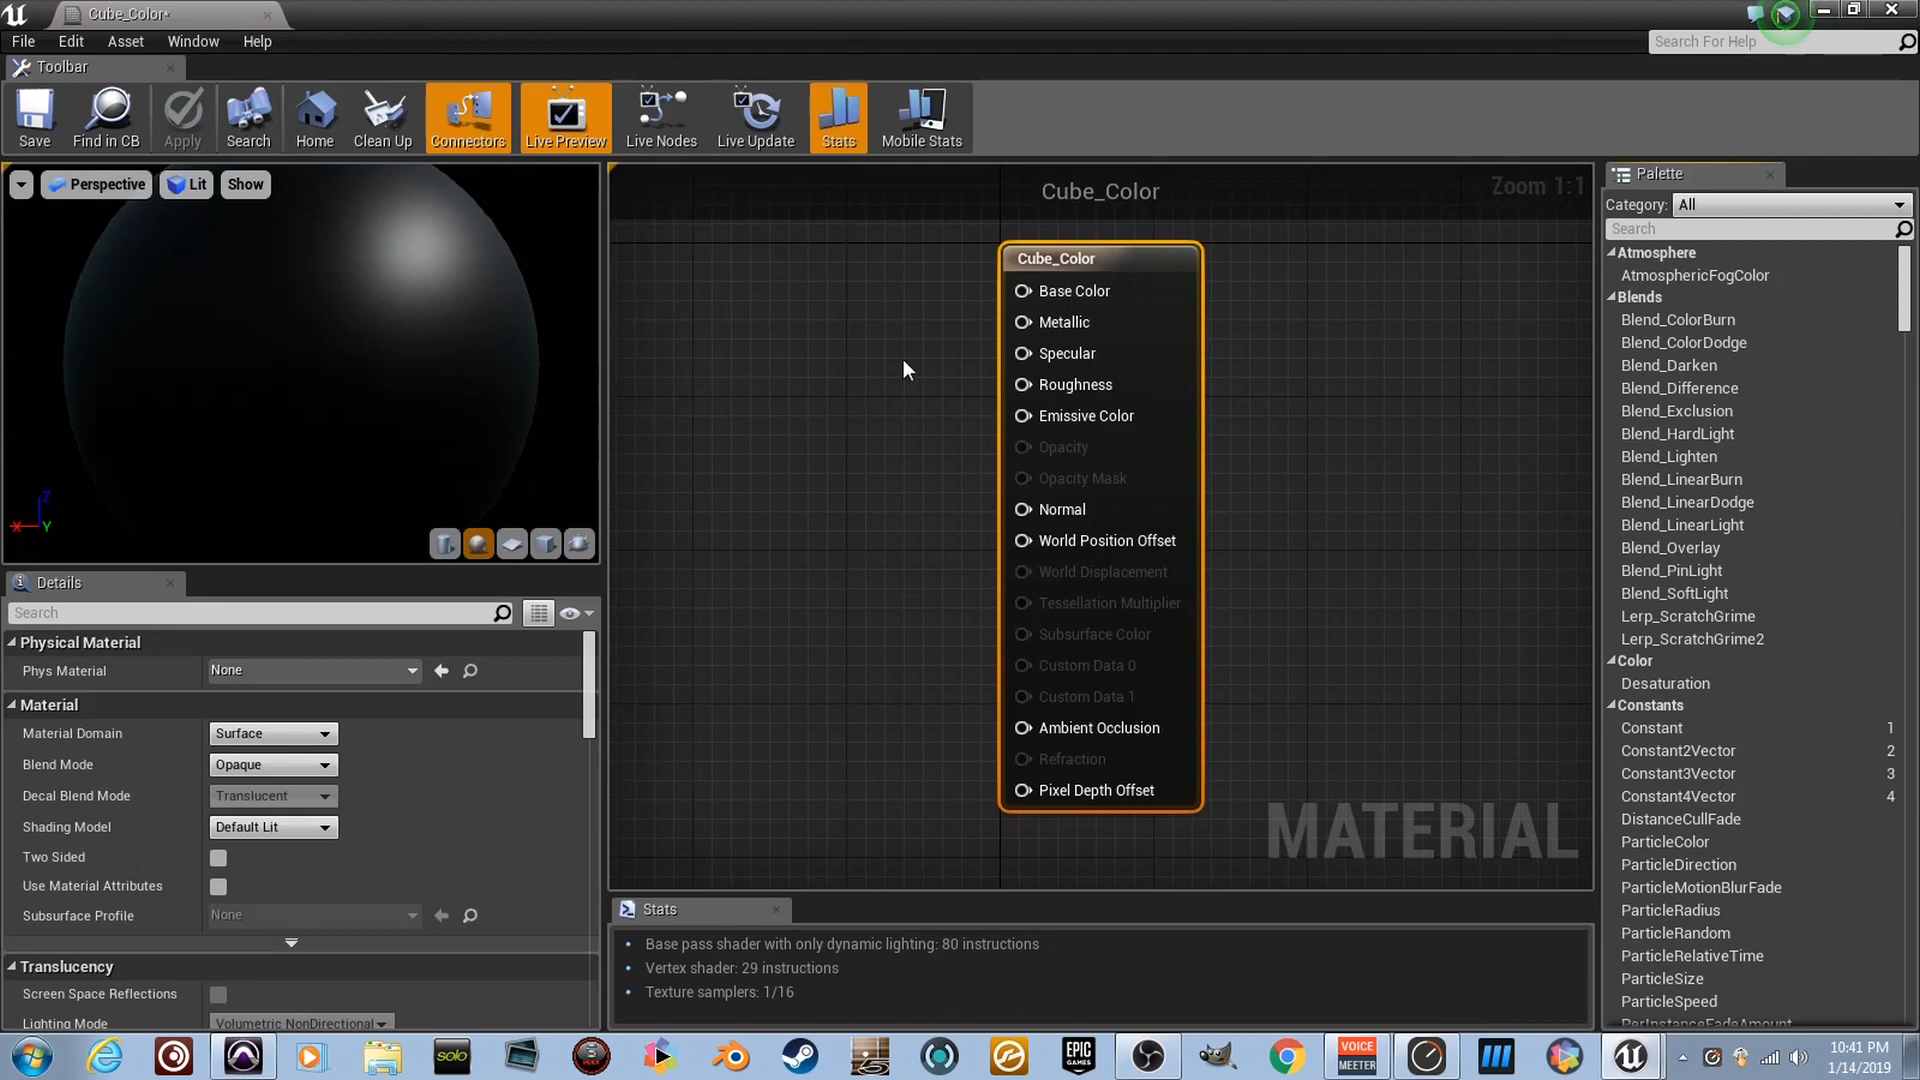 Cube_Color*
File Edit Asset Window Help
Search For Help
Toolbar
Save Find in CB Apply Search Home Clean Up Connectors Live Preview Live Nodes Live Update Stats Mobile Stats
Perspective Lit Show
Z
X Y
Cube_Color
Zoom 1:1
Cube_Color
Base Color
Metallic
Specular
Roughness
Emissive Color
Opacity
Opacity Mask
Normal
World Position Offset
World Displacement
Tessellation Multiplier
Subsurface Color
Custom Data 0
Custom Data 1
Ambient Occlusion
Refraction
Pixel Depth Offset
MATERIAL
Details
Search
Physical Material
Phys Material None
Material
Material Domain Surface
Blend Mode Opaque
Decal Blend Mode Translucent
Shading Model Default Lit
Two Sided
Use Material Attributes
Subsurface Profile None
Translucency
Screen Space Reflections
Lighting Mode Volumetric NonDirectional
Stats
Base pass shader with only dynamic lighting: 80 instructions
Vertex shader: 29 instructions
Texture samplers: 1/16
Palette
Category: All
Search
Atmosphere
AtmosphericFogColor
Blends
Blend_ColorBurn
Blend_ColorDodge
Blend_Darken
Blend_Difference
Blend_Exclusion
Blend_HardLight
Blend_Lighten
Blend_LinearBurn
Blend_LinearDodge
Blend_LinearLight
Blend_Overlay
Blend_PinLight
Blend_SoftLight
Lerp_ScratchGrime
Lerp_ScratchGrime2
Color
Desaturation
Constants
Constant 1
Constant2Vector 2
Constant3Vector 3
Constant4Vector 4
DistanceCullFade
ParticleColor
ParticleDirection
ParticleMotionBlurFade
ParticleRadius
ParticleRandom
ParticleRelativeTime
ParticleSize
ParticleSpeed
PerInstanceFadeAmount
solo
EPIC
GAMES
VOICE
MEETER
10:41 PM
1/14/2019